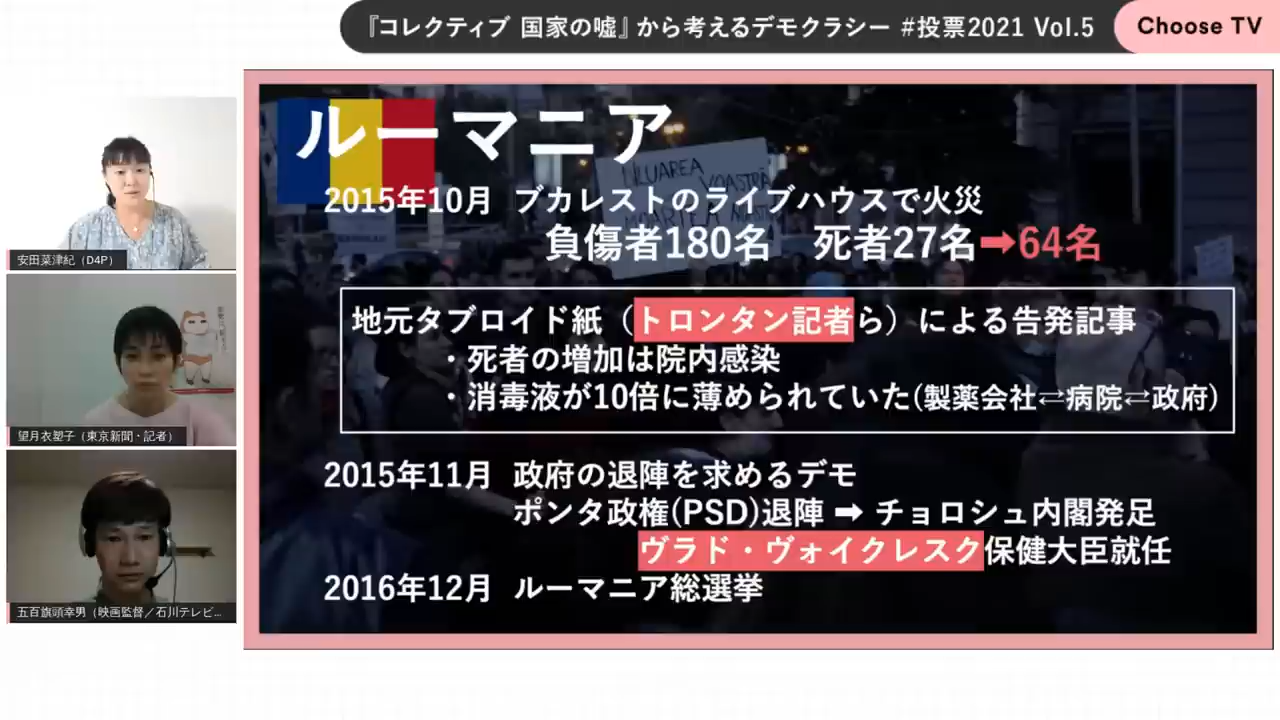 『コレクティブ 国家の嘘』から考えるデモクラシー #投票2021 Vol.5
Choose TV
ルーマニア
2015年10月 ブカレストのライブハウスで火災
負傷者180名 死者27名➡64名
地元タブロイド紙（トロンタン記者ら）による告発記事
・死者の増加は院内感染
・消毒液が10倍に薄められていた(製薬会社⇄病院⇄政府)
2015年11月 政府の退陣を求めるデモ
ポンタ政権(PSD)退陣 ➡ チョロシュ内閣発足
ヴラド・ヴォイクレスク保健大臣就任
2016年12月 ルーマニア総選挙
安田菜津紀（D4P）
望月衣塑子（東京新聞・記者）
五百旗頭幸男（映画監督／石川テレビ...